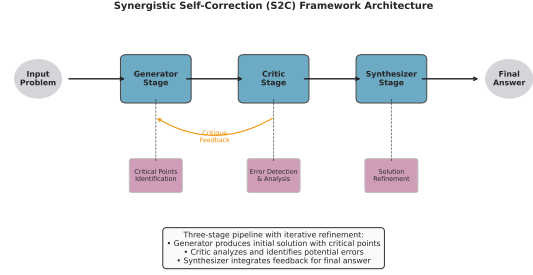 Synergistic Self-Correction (S2C) Framework Architecture
Input
Problem
Generator
Stage
Critic
Stage
Synthesizer
Stage
Final
Answer
Critique
Feedback
Critical Points
Identification
Error Detection
& Analysis
Solution
Refinement
Three-stage pipeline with iterative refinement:
• Generator produces initial solution with critical points
• Critic analyzes and identifies potential errors
• Synthesizer integrates feedback for final answer